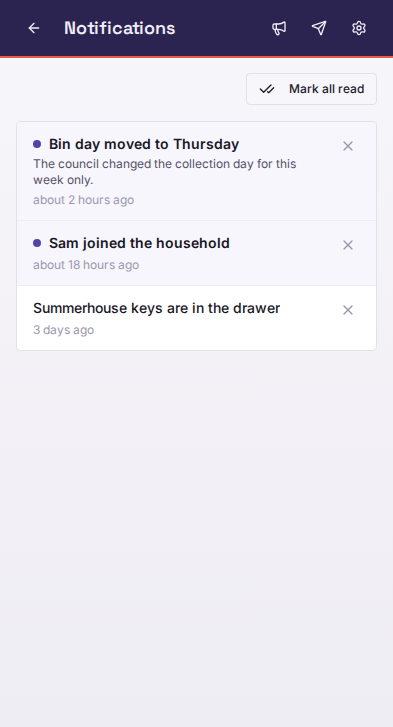 Notifications
Mark all read
Bin day moved to Thursday
The council changed the collection day for this
week only.
about 2 hours ago
Sam joined the household
about 18 hours ago
Summerhouse keys are in the drawer
3 days ago